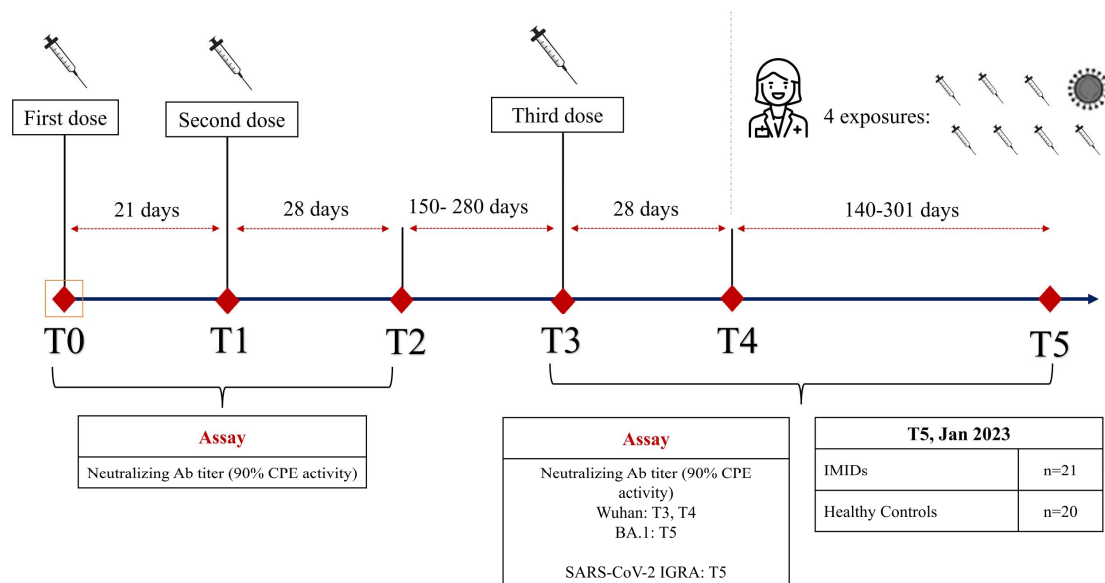 First dose
Second dose
Third dose
4 exposures:
21 days
28 days
150- 280 days
28 days
140-301 days
T0
T1
T2
T3
T4
T5
Assay
Neutralizing Ab titer (90% CPE activity)
Assay
Neutralizing Ab titer (90% CPE
activity)
Wuhan: T3, T4
BA.1: T5
SARS-CoV-2 IGRA: T5
T5, Jan 2023
IMIDs n=21
Healthy Controls n=20